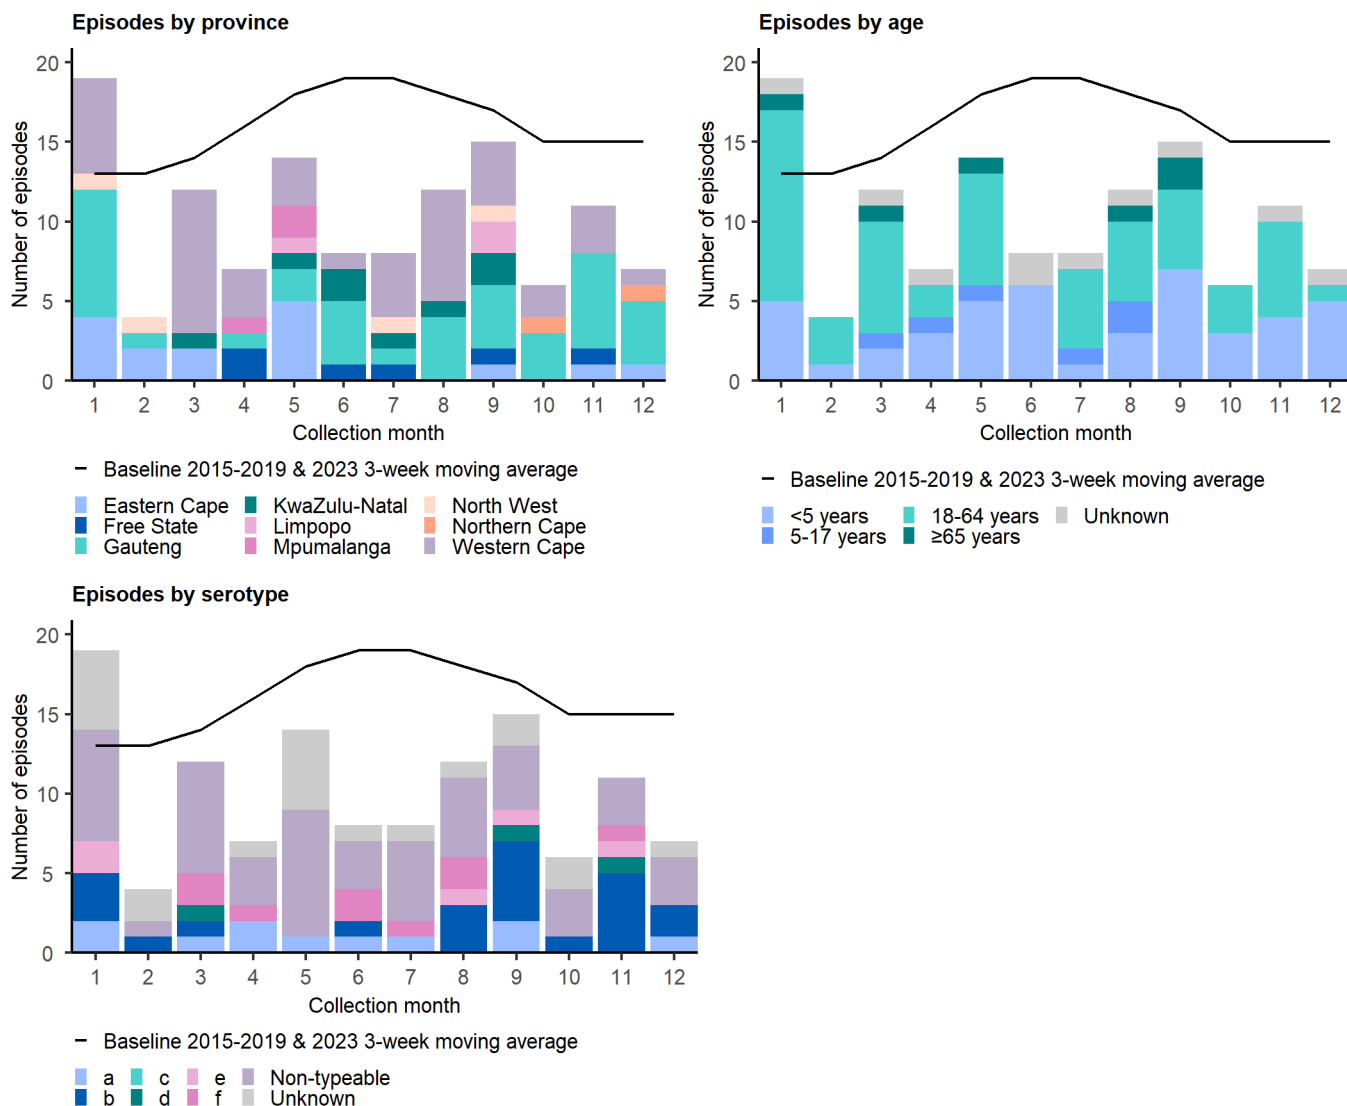 Episodes by province
Number of episodes
20
15
10
5
0
1 2 3 4 5 6 7 8 9 10 11 12
Collection month
Baseline 2015-2019 & 2023 3-week moving average
Eastern Cape KwaZulu-Natal North West
Free State Limpopo Northern Cape
Gauteng Mpumalanga Western Cape
Episodes by age
Number of episodes
20
15
10
5
0
1 2 3 4 5 6 7 8 9 10 11 12
Collection month
Baseline 2015-2019 & 2023 3-week moving average
<5 years 18-64 years Unknown
5-17 years ≥65 years
Episodes by serotype
Number of episodes
20
15
10
5
0
1 2 3 4 5 6 7 8 9 10 11 12
Collection month
Baseline 2015-2019 & 2023 3-week moving average
a c e Non-typeable
b d f Unknown